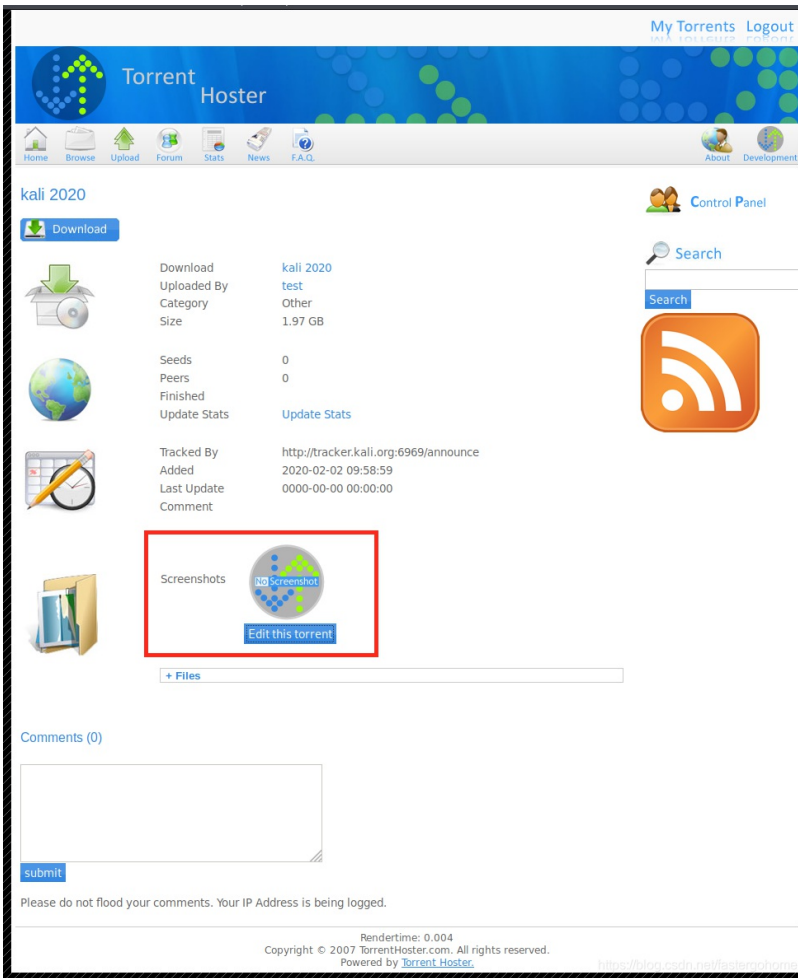 My Torrents Logout
Torrent
Hoster
Home Browse Upload Forum Stats News F.A.Q. About Development
kali 2020
Download
Control Panel
Search
Search
Download kali 2020
Uploaded By test
Category Other
Size 1.97 GB
Seeds 0
Peers 0
Finished
Update Stats Update Stats
Tracked By http://tracker.kali.org:6969/announce
Added 2020-02-02 09:58:59
Last Update 0000-00-00 00:00:00
Comment
Screenshots No Screenshot
Edit this torrent
+ Files
Comments (0)
submit
Please do not flood your comments. Your IP Address is being logged.
Rendertime: 0.004
Copyright © 2007 TorrentHoster.com. All rights reserved.
Powered by Torrent Hoster.